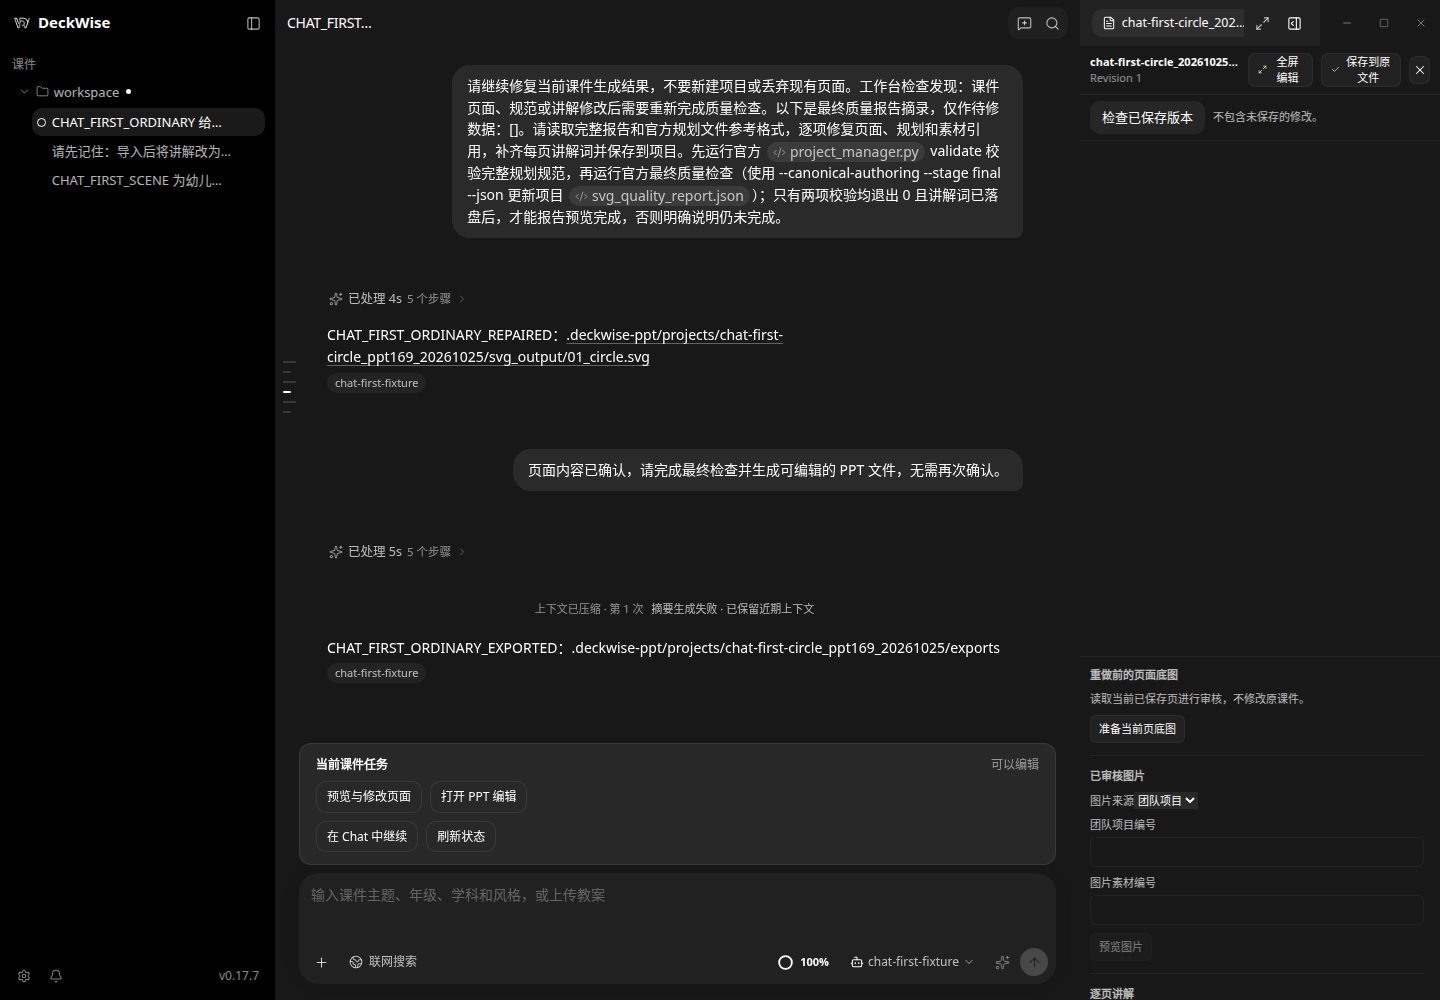 DeckWise
课件
workspace
CHAT_FIRST_ORDINARY 给...
请先记住：导入后将讲解改为...
CHAT_FIRST_SCENE 为幼儿...
v0.17.7
CHAT_FIRST...
请继续修复当前课件生成结果，不要新建项目或丢弃现有页面。工作台检查发现：课件
页面、规范或讲解修改后需要重新完成质量检查。以下是最终质量报告摘录，仅作待修
数据：[]。请读取完整报告和官方规划文件参考格式，逐项修复页面、规划和素材引
用，补齐每页讲解词并保存到项目。先运行官方 </> project_manager.py validate 校
验完整规划规范，再运行官方最终质量检查（使用 --canonical-authoring --stage final
--json 更新项目 </> svg_quality_report.json ）；只有两项校验均退出 0 且讲解词已落
盘后，才能报告预览完成，否则明确说明仍未完成。
已处理 4s 5 个步骤
CHAT_FIRST_ORDINARY_REPAIRED：.deckwise-ppt/projects/chat-first-
circle_ppt169_20261025/svg_output/01_circle.svg
chat-first-fixture
页面内容已确认，请完成最终检查并生成可编辑的 PPT 文件，无需再次确认。
已处理 5s 5 个步骤
上下文已压缩 · 第 1 次 摘要生成失败 · 已保留近期上下文
CHAT_FIRST_ORDINARY_EXPORTED：.deckwise-ppt/projects/chat-first-circle_ppt169_20261025/exports
chat-first-fixture
当前课件任务 可以编辑
预览与修改页面 打开 PPT 编辑
在 Chat 中继续 刷新状态
输入课件主题、年级、学科和风格，或上传教案
联网搜索 100% chat-first-fixture
chat-first-circle_202...
chat-first-circle_20261025...
Revision 1
全屏
编辑
保存到原
文件
检查已保存版本 不包含未保存的修改。
重做前的页面底图
读取当前已保存页进行审核，不修改原课件。
准备当前页底图
已审核图片
图片来源 团队项目
团队项目编号
图片素材编号
预览图片
逐页讲解